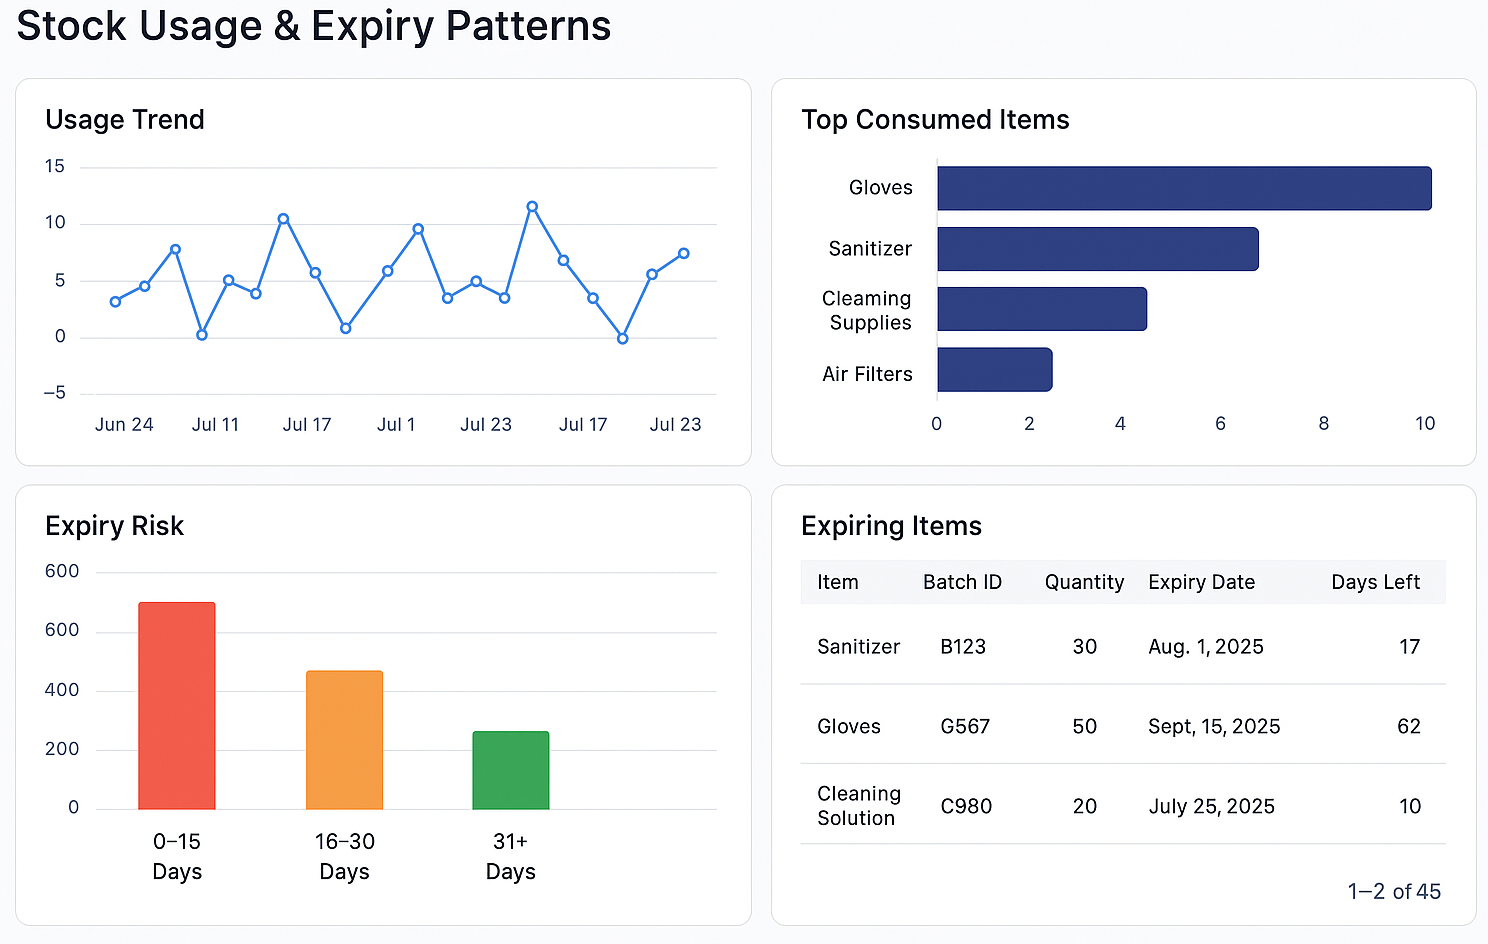 Stock Usage & Expiry Patterns
Usage Trend
15
10
5
0
–5
Jun 24 Jul 11 Jul 17 Jul 1 Jul 23 Jul 17 Jul 23
Top Consumed Items
Gloves
Sanitizer
Cleaming
Supplies
Air Filters
0 2 4 6 8 10
Expiry Risk
600
600
400
200
0
0–15
Days
16–30
Days
31+
Days
Expiring Items
Item Batch ID Quantity Expiry Date Days Left
Sanitizer B123 30 Aug. 1, 2025 17
Gloves G567 50 Sept, 15, 2025 62
Cleaning
Solution C980 20 July 25, 2025 10
1–2 of 45